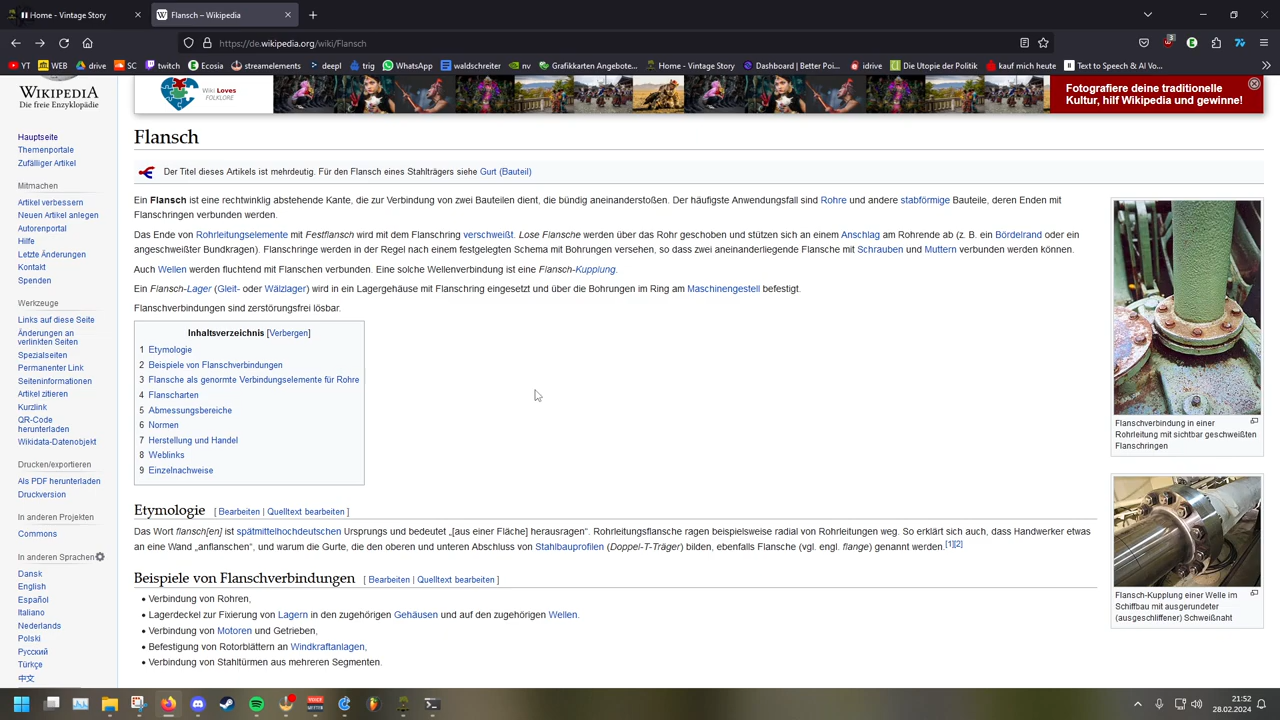 Home - Vintage Story
Flansch – Wikipedia
https://de.wikipedia.org/wiki/Flansch
YT
WEB
drive
SC
twitch
Ecosia
streamelements
deepl
trig
WhatsApp
waldschreiter
nv
Grafikkarten Angebote...
Home - Vintage Story
Dashboard | Better Poi...
idrive
Die Utopie der Politik
kauf mich heute
Text to Speech & AI Vo...
WIKIPEDIA
Die freie Enzyklopädie
Wiki Loves
FOLKLORE
Fotografiere deine traditionelle
Kultur, hilf Wikipedia und gewinne!
Hauptseite
Themenportale
Zufälliger Artikel
Mitmachen
Artikel verbessern
Neuen Artikel anlegen
Autorenportal
Hilfe
Letzte Änderungen
Kontakt
Spenden
Werkzeuge
Links auf diese Seite
Änderungen an
verlinkten Seiten
Spezialseiten
Permanenter Link
Seiteninformationen
Artikel zitieren
Kurzlink
QR-Code
herunterladen
Wikidata-Datenobjekt
Drucken/exportieren
Als PDF herunterladen
Druckversion
In anderen Projekten
Commons
In anderen Sprachen
Dansk
English
Español
Italiano
Nederlands
Polski
Русский
Türkçe
中文
Flansch
Der Titel dieses Artikels ist mehrdeutig. Für den Flansch eines Stahlträgers siehe Gurt (Bauteil)
Ein Flansch ist eine rechtwinklig abstehende Kante, die zur Verbindung von zwei Bauteilen dient, die bündig aneinanderstoßen. Der häufigste Anwendungsfall sind Rohre und andere stabförmige Bauteile, deren Enden mit
Flanschringen verbunden werden.
Das Ende von Rohrleitungselemente mit Festflansch wird mit dem Flanschring verschweißt. Lose Flansche werden über das Rohr geschoben und stützen sich an einem Anschlag am Rohrende ab (z. B. ein Bördelrand oder ein
angeschweißter Bundkragen). Flanschringe werden in der Regel nach einem festgelegten Schema mit Bohrungen versehen, so dass zwei aneinanderliegende Flansche mit Schrauben und Muttern verbunden werden können.
Auch Wellen werden fluchtend mit Flanschen verbunden. Eine solche Wellenverbindung ist eine Flansch-Kupplung.
Ein Flansch-Lager (Gleit- oder Wälzlager) wird in ein Lagergehäuse mit Flanschring eingesetzt und über die Bohrungen im Ring am Maschinengestell befestigt.
Flanschverbindungen sind zerstörungsfrei lösbar.
Inhaltsverzeichnis [Verbergen]
1 Etymologie
2 Beispiele von Flanschverbindungen
3 Flansche als genormte Verbindungselemente für Rohre
4 Flanscharten
5 Abmessungsbereiche
6 Normen
7 Herstellung und Handel
8 Weblinks
9 Einzelnachweise
Etymologie [ Bearbeiten | Quelltext bearbeiten ]
Das Wort flansch[en] ist spätmittelhochdeutschen Ursprungs und bedeutet „[aus einer Fläche] herausragen“. Rohrleitungsflansche ragen beispielsweise radial von Rohrleitungen weg. So erklärt sich auch, dass Handwerker etwas
an eine Wand „anflanschen“, und warum die Gurte, die den oberen und unteren Abschluss von Stahlbauprofilen (Doppel-T-Träger) bilden, ebenfalls Flansche (vgl. engl. flange) genannt werden.[1][2]
Beispiele von Flanschverbindungen [ Bearbeiten | Quelltext bearbeiten ]
• Verbindung von Rohren,
• Lagerdeckel zur Fixierung von Lagern in den zugehörigen Gehäusen und auf den zugehörigen Wellen.
• Verbindung von Motoren und Getrieben,
• Befestigung von Rotorblättern an Windkraftanlagen,
• Verbindung von Stahltürmen aus mehreren Segmenten.
Flanschverbindung in einer
Rohrleitung mit sichtbar geschweißten
Flanschringen
Flansch-Kupplung einer Welle im
Schiffbau mit ausgerundeter
(ausgeschliffener) Schweißnaht
21:52
28.02.2024